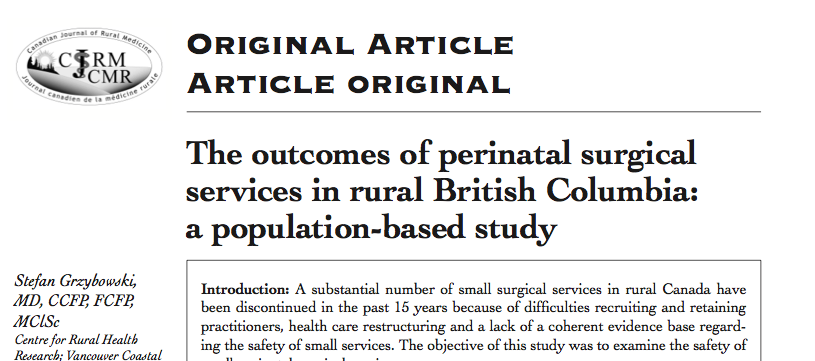 Canadian Journal of Rural Medicine
CJRM
JCMR
Journal canadien de la médecine rurale
ORIGINAL ARTICLE
ARTICLE ORIGINAL
The outcomes of perinatal surgical
services in rural British Columbia:
a population-based study
Stefan Grzybowski,
MD, CCFP, FCFP,
MClSc
Centre for Rural Health
Research; Vancouver Coastal
Introduction: A substantial number of small surgical services in rural Canada have
been discontinued in the past 15 years because of difficulties recruiting and retaining
practitioners, health care restructuring and a lack of a coherent evidence base regard-
ing the safety of small services. The objective of this study was to examine the safety of